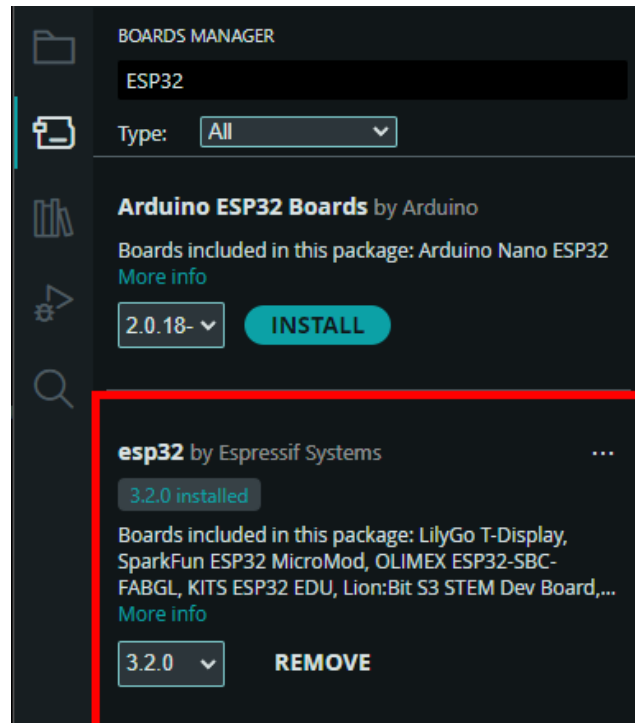 BOARDS MANAGER
ESP32
Type: All
Arduino ESP32 Boards by Arduino
Boards included in this package: Arduino Nano ESP32
More info
2.0.18- INSTALL
esp32 by Espressif Systems ...
3.2.0 installed
Boards included in this package: LilyGo T-Display,
SparkFun ESP32 MicroMod, OLIMEX ESP32-SBC-
FABGL, KITS ESP32 EDU, Lion:Bit S3 STEM Dev Board,...
More info
3.2.0 REMOVE